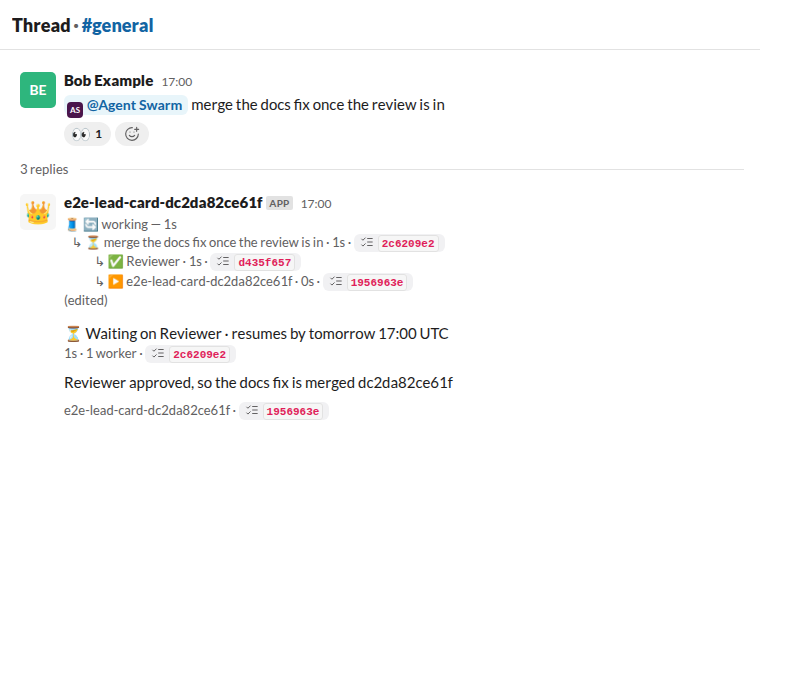 Thread · #general
BE
Bob Example 17:00
AS @Agent Swarm merge the docs fix once the review is in
👀 1
3 replies
e2e-lead-card-dc2da82ce61f APP 17:00
🧵 🔄 working — 1s
↳ ⏳ merge the docs fix once the review is in · 1s · 2c6209e2
↳ ✅ Reviewer · 1s · d435f657
↳ ▶️ e2e-lead-card-dc2da82ce61f · 0s · 1956963e
(edited)
⏳ Waiting on Reviewer · resumes by tomorrow 17:00 UTC
1s · 1 worker · 2c6209e2
Reviewer approved, so the docs fix is merged dc2da82ce61f
e2e-lead-card-dc2da82ce61f · 1956963e